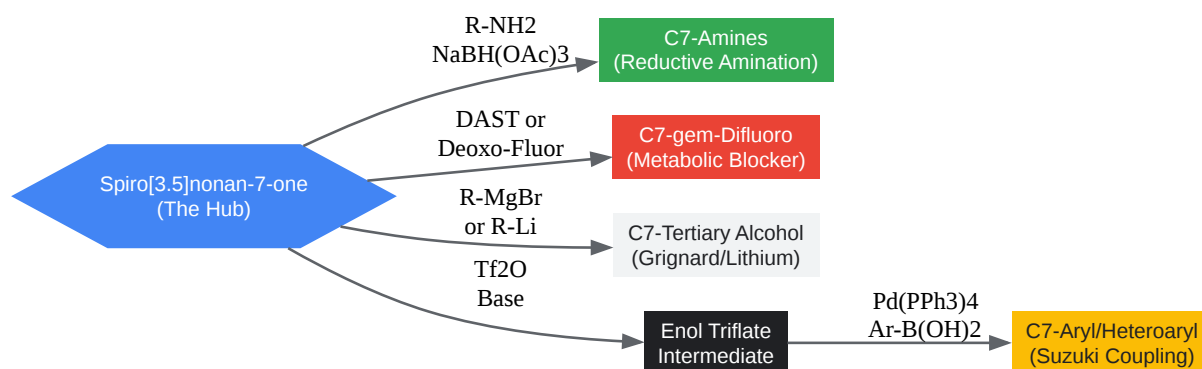 R-NH2
NaBH(OAc)3
C7-Amines
(Reductive Amination)
DAST or
Deoxo-Fluor
C7-gem-Difluoro
(Metabolic Blocker)
Spiro[3.5]nonan-7-one
(The Hub)
R-MgBr
or R-Li
C7-Tertiary Alcohol
(Grignard/Lithium)
Tf2O
Base
Enol Triflate
Intermediate
Pd(PPh3)4
Ar-B(OH)2
C7-Aryl/Heteroaryl
(Suzuki Coupling)